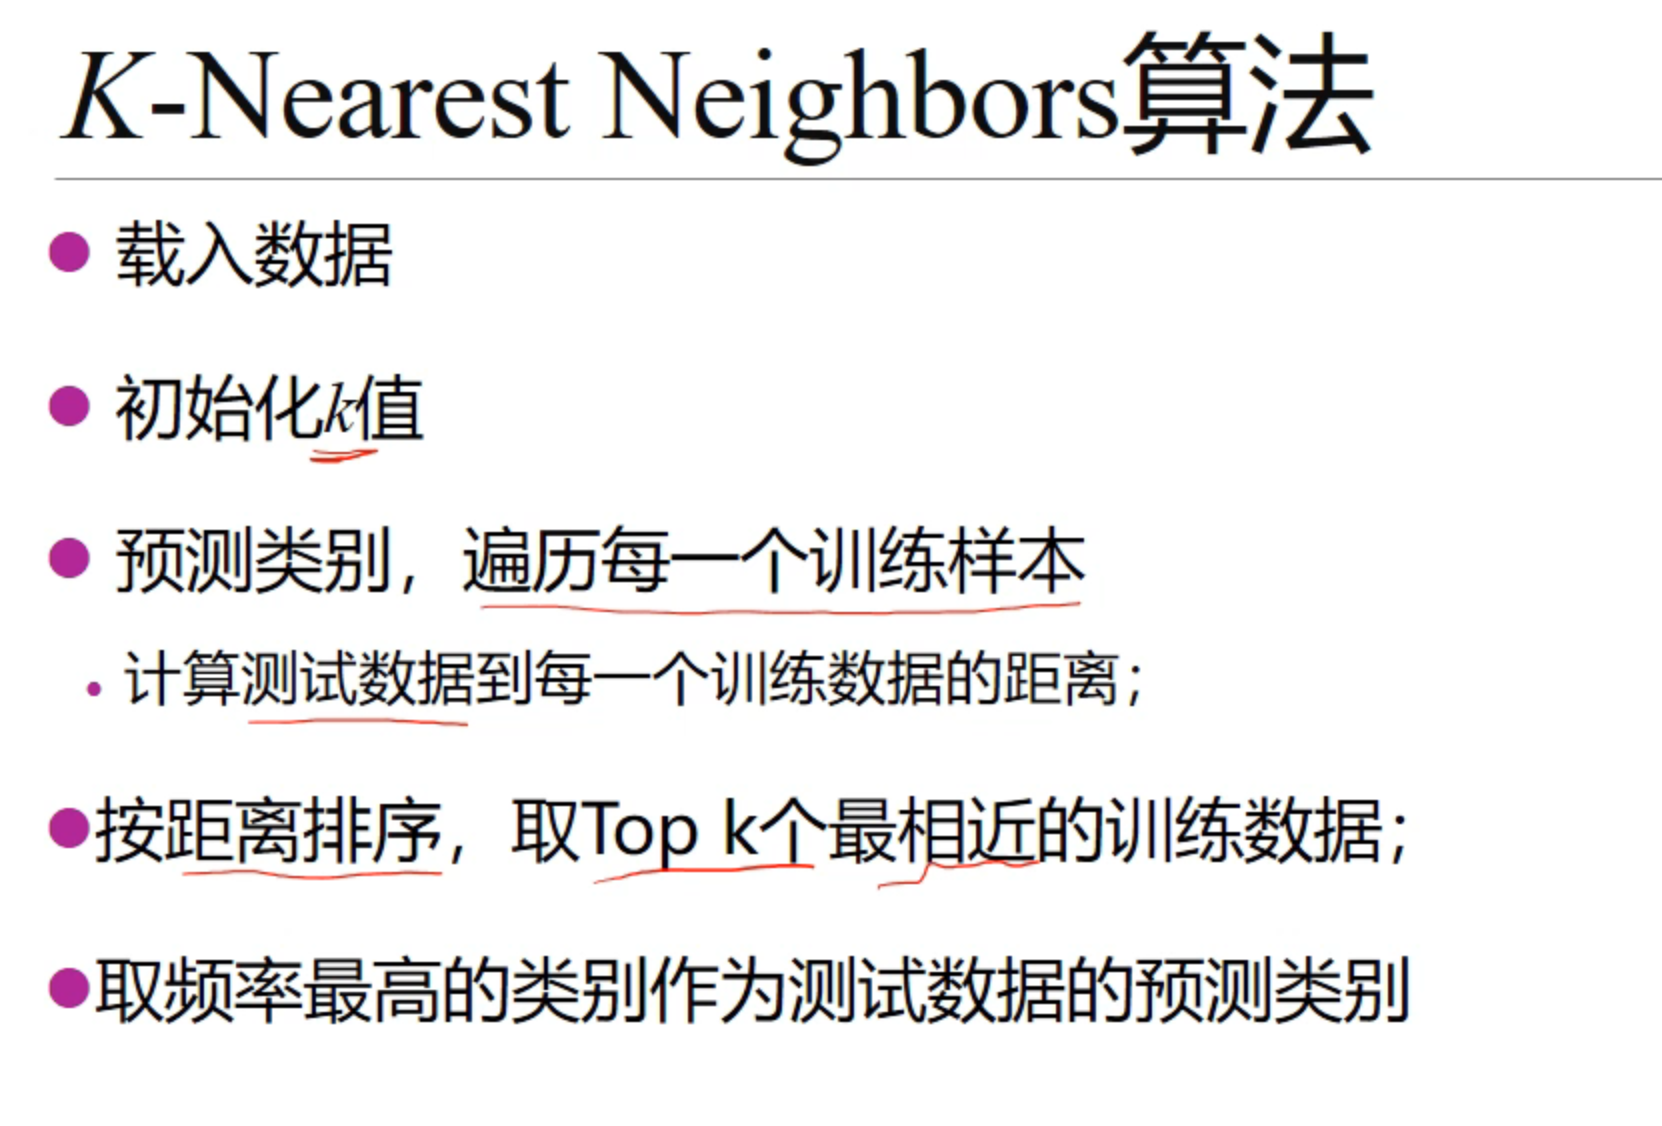 K-Nearest Neighbors算法
载入数据
初始化k值
预测类别，遍历每一个训练样本
计算测试数据到每一个训练数据的距离；
按距离排序，取Top k个最相近的训练数据；
取频率最高的类别作为测试数据的预测类别